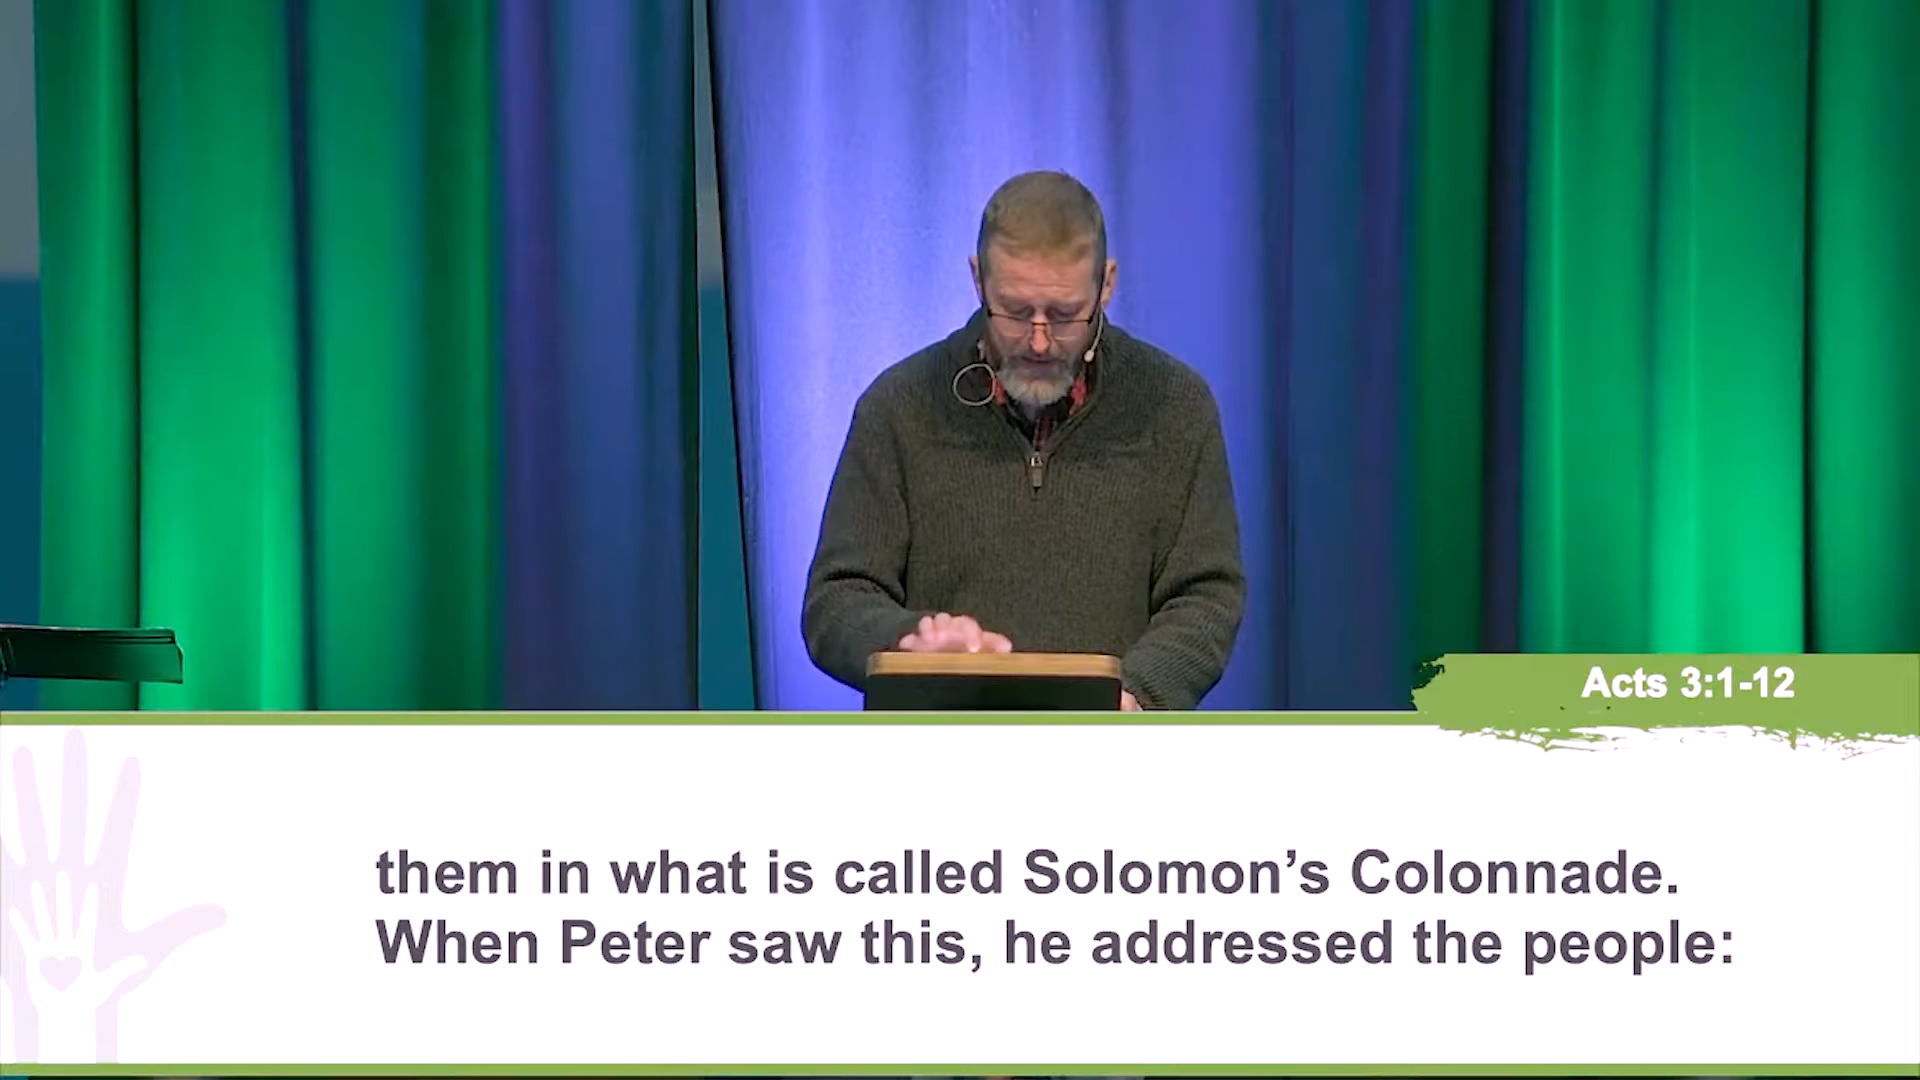 Acts 3:1-12
them in what is called Solomon’s Colonnade.
When Peter saw this, he addressed the people: